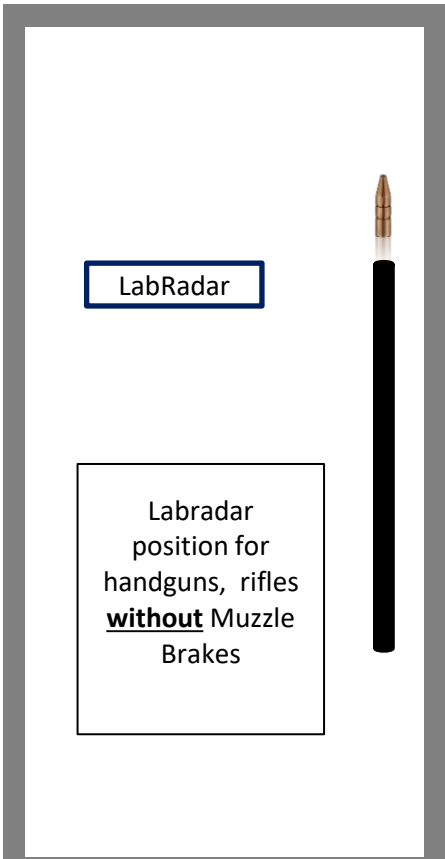 LabRadar
Labradar
position for
handguns, rifles
without Muzzle
Brakes